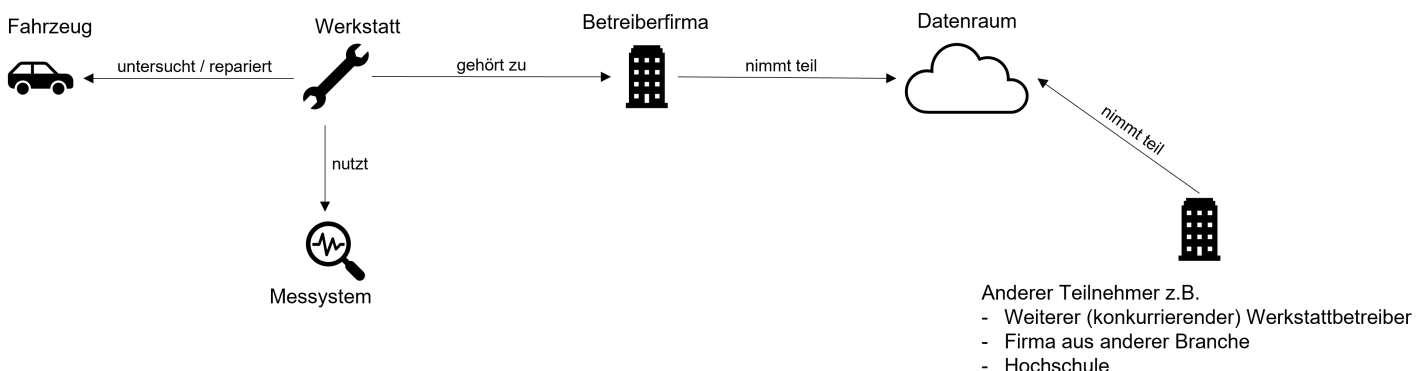 Fahrzeug
Werkstatt
Betreiberfirma
Datenraum
untersucht / repariert
gehört zu
nimmt teil
nimmt teil
nutzt
Messystem
Anderer Teilnehmer z.B.
- Weiterer (konkurrierender) Werkstattbetreiber
- Firma aus anderer Branche
- Hochschule